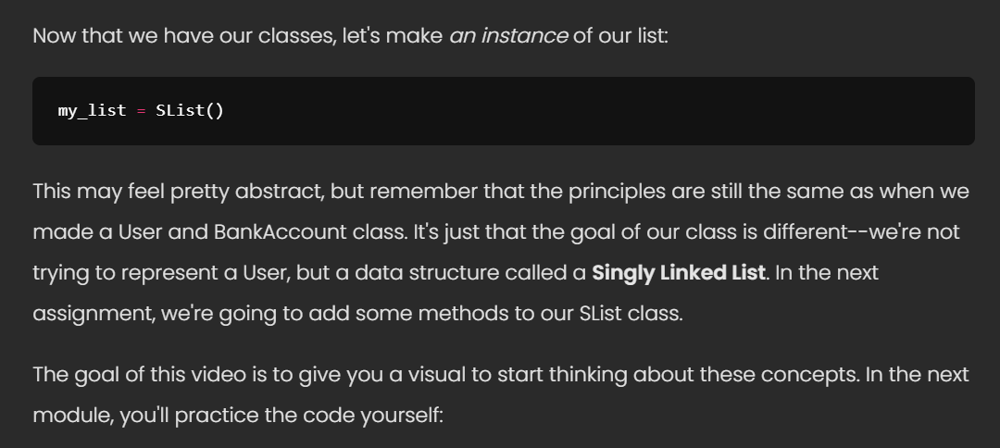 Now that we have our classes, let's make an instance of our list:
my_list = SList()
This may feel pretty abstract, but remember that the principles are still the same as when we
made a User and BankAccount class. It's just that the goal of our class is different--we're not
trying to represent a User, but a data structure called a Singly Linked List. In the next
assignment, we're going to add some methods to our SList class.
The goal of this video is to give you a visual to start thinking about these concepts. In the next
module, you'll practice the code yourself: